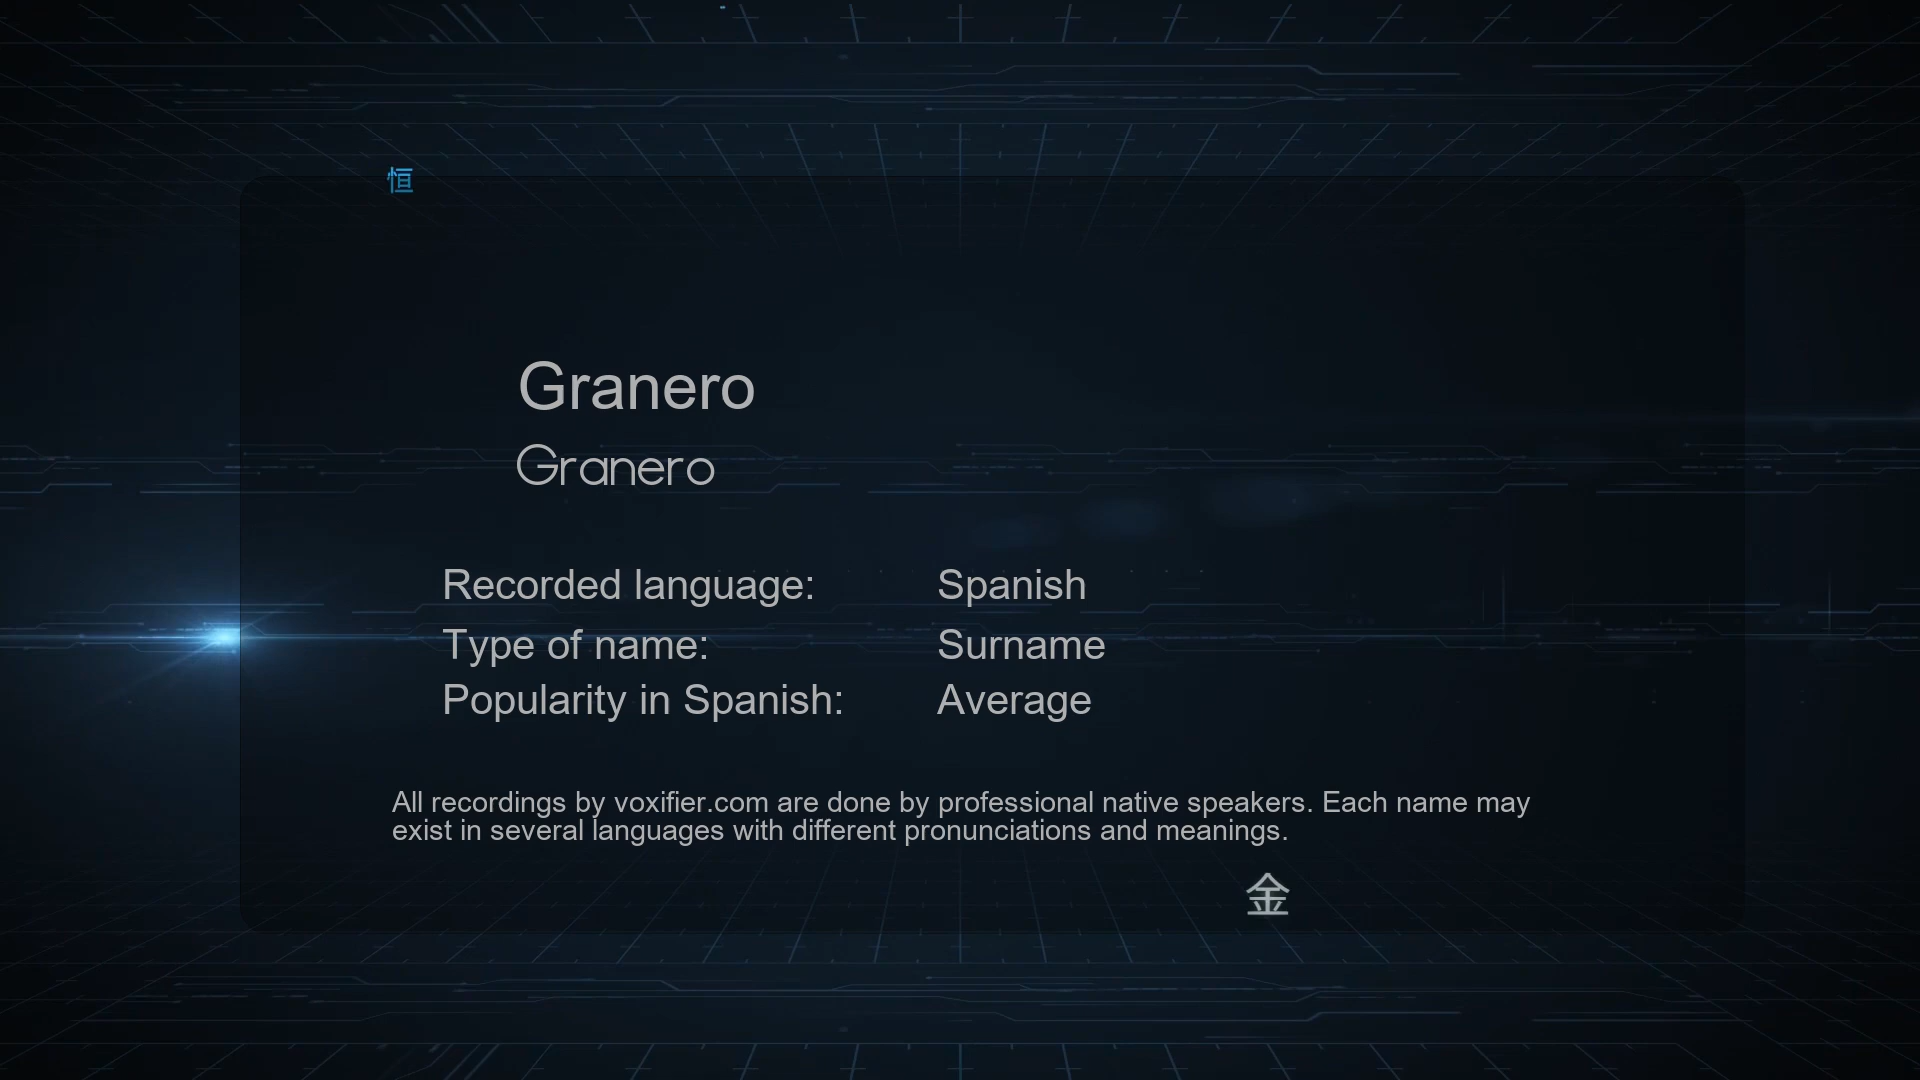 恒
Granero
Granero
Recorded language: Spanish
Type of name: Surname
Popularity in Spanish: Average
All recordings by voxifier.com are done by professional native speakers. Each name may
exist in several languages with different pronunciations and meanings.
金